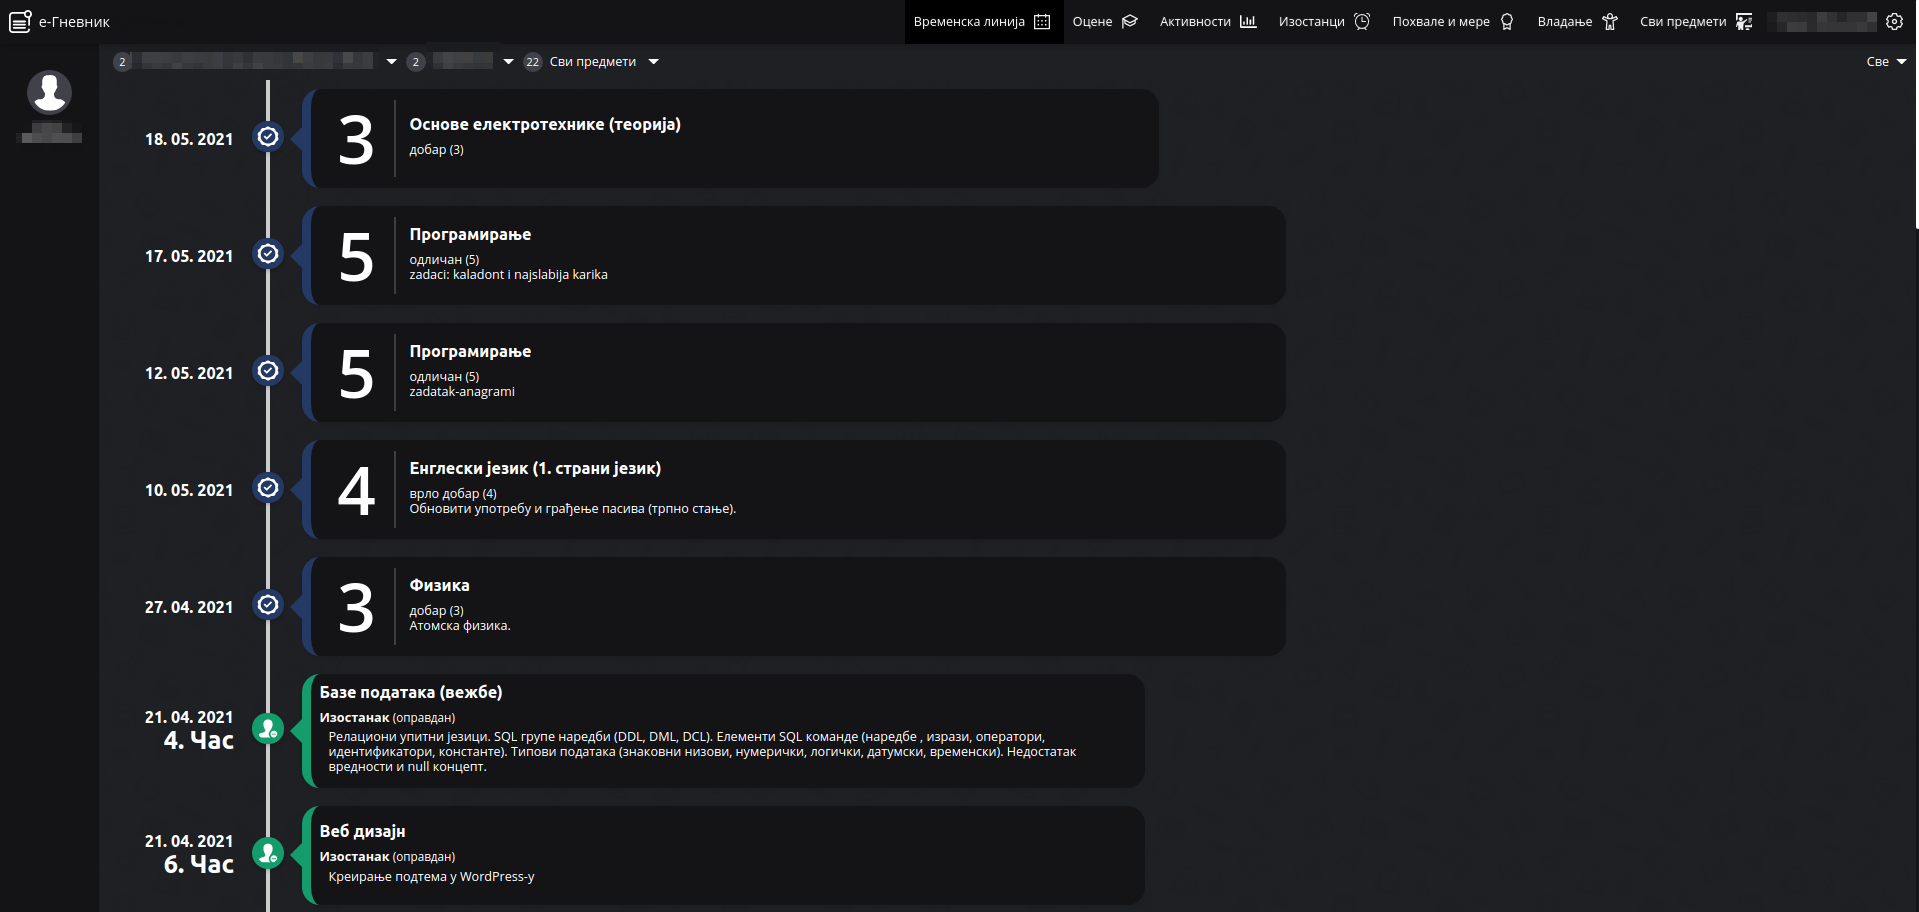 е-Гневник
Временска линија
Оцене
Активности
Изостанци
Похвале и мере
Владање
Сви предмети
2
2
22 Сви предмети
Све
18. 05. 2021
3
Основе електротехнике (теорија)
добар (3)
17. 05. 2021
5
Програмирање
одличан (5)
zadaci: kaladont i najslabija karika
12. 05. 2021
5
Програмирање
одличан (5)
zadatak-anagrami
10. 05. 2021
4
Енглески језик (1. страни језик)
врло добар (4)
Обновити употребу и грађење пасива (трпно стање).
27. 04. 2021
3
Физика
добар (3)
Атомска физика.
21. 04. 2021
4. Час
Базе података (вежбе)
Изостанак (оправдан)
Релациони упитни језици. SQL групе наредби (DDL, DML, DCL). Елементи SQL команде (наредбе , изрази, оператори,
идентификатори, константе). Типови података (знаковни низови, нумерички, логички, датумски, временски). Недостатак
вредности и null концепт.
21. 04. 2021
6. Час
Веб дизајн
Изостанак (оправдан)
Креирање подтема у WordPress-у